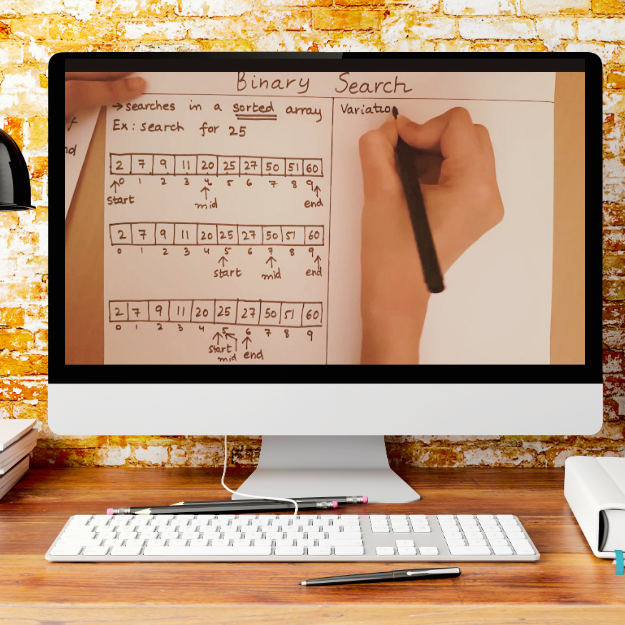 Binary Search
→ searches in a sorted array
Ex: search for 25
2 7 9 11 20 25 27 50 51 60
0 1 2 3 4 5 6 7 8 9
start mid end
2 7 9 11 20 25 27 50 51 60
0 1 2 3 4 5 6 7 8 9
start mid end
2 7 9 11 20 25 27 50 51 60
0 1 2 3 4 5 6 7 8 9
start
mid end
Variatio